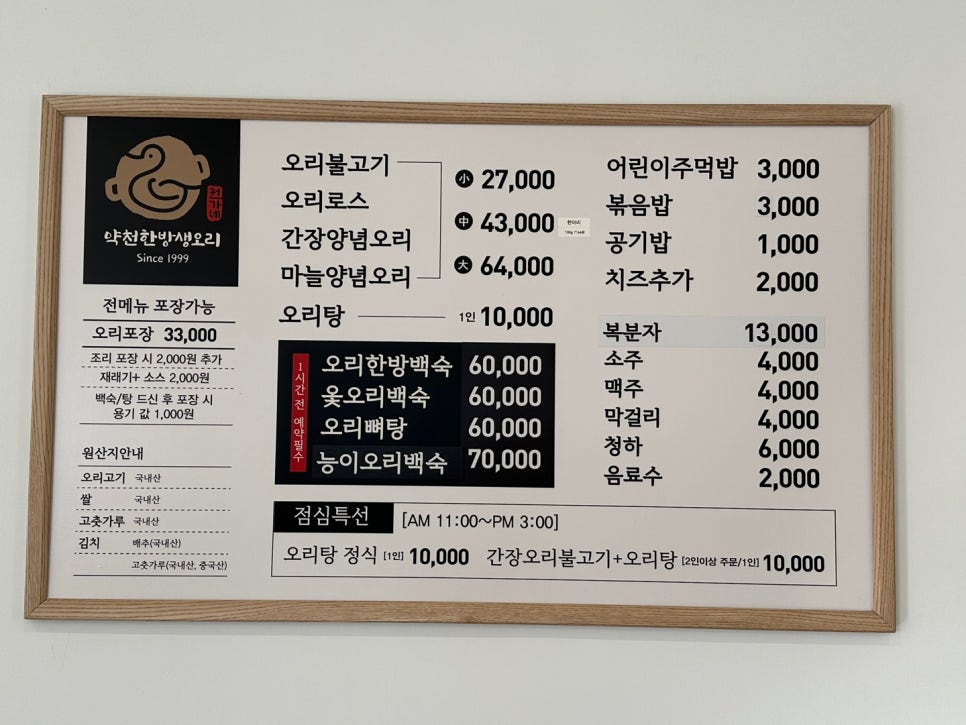 허가네
약천한방생오리
Since 1999
전메뉴 포장가능
오리포장 33,000
조리 포장 시 2,000원 추가
재래기+ 소스 2,000원
백숙/탕 드신 후 포장 시
용기 값 1,000원
원산지안내
오리고기 국내산
쌀 국내산
고춧가루 국내산
김치 배추(국내산)
고춧가루(국내산, 중국산)
오리불고기
오리로스
간장양념오리
마늘양념오리
小 27,000
中 43,000
한마리
大 64,000
오리탕 1인 10,000
1시간 전 예약필수
오리한방백숙 60,000
옻오리백숙 60,000
오리뼈탕 60,000
능이오리백숙 70,000
어린이주먹밥 3,000
볶음밥 3,000
공기밥 1,000
치즈추가 2,000
복분자 13,000
소주 4,000
맥주 4,000
막걸리 4,000
청하 6,000
음료수 2,000
점심특선 [AM 11:00~PM 3:00]
오리탕 정식 [1인] 10,000 간장오리불고기+오리탕 [2인이상 주문/1인] 10,000